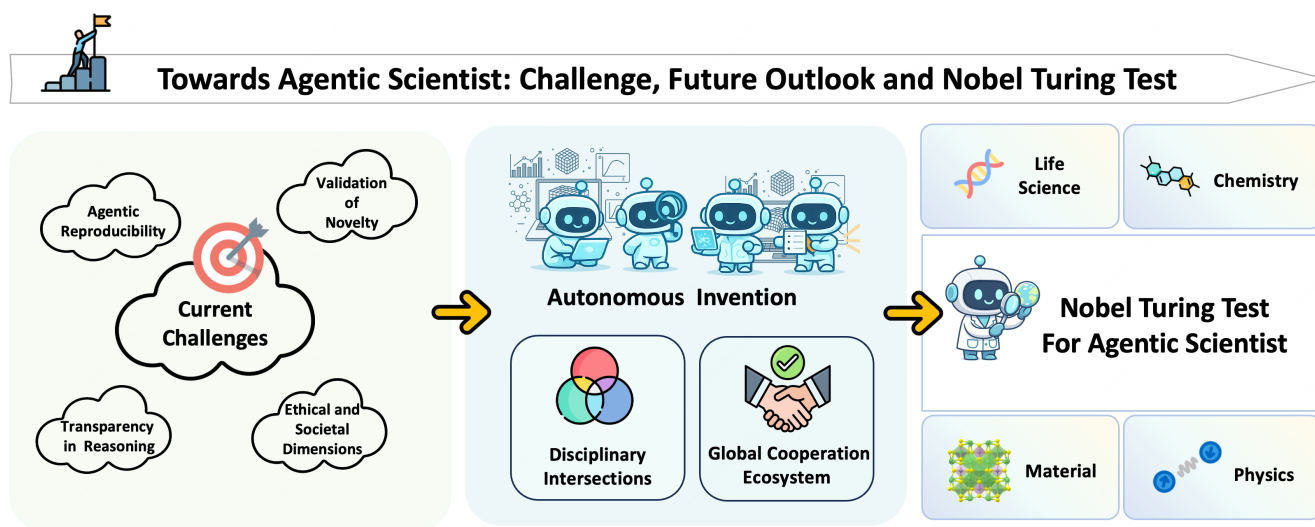 Towards Agentic Scientist: Challenge, Future Outlook and Nobel Turing Test
Agentic
Reproducibility
Validation
of
Novelty
Current
Challenges
Transparency
in Reasoning
Ethical and
Societal
Dimensions
Autonomous Invention
Disciplinary
Intersections
Global Cooperation
Ecosystem
Life
Science
Chemistry
Nobel Turing Test
For Agentic Scientist
Material
Physics